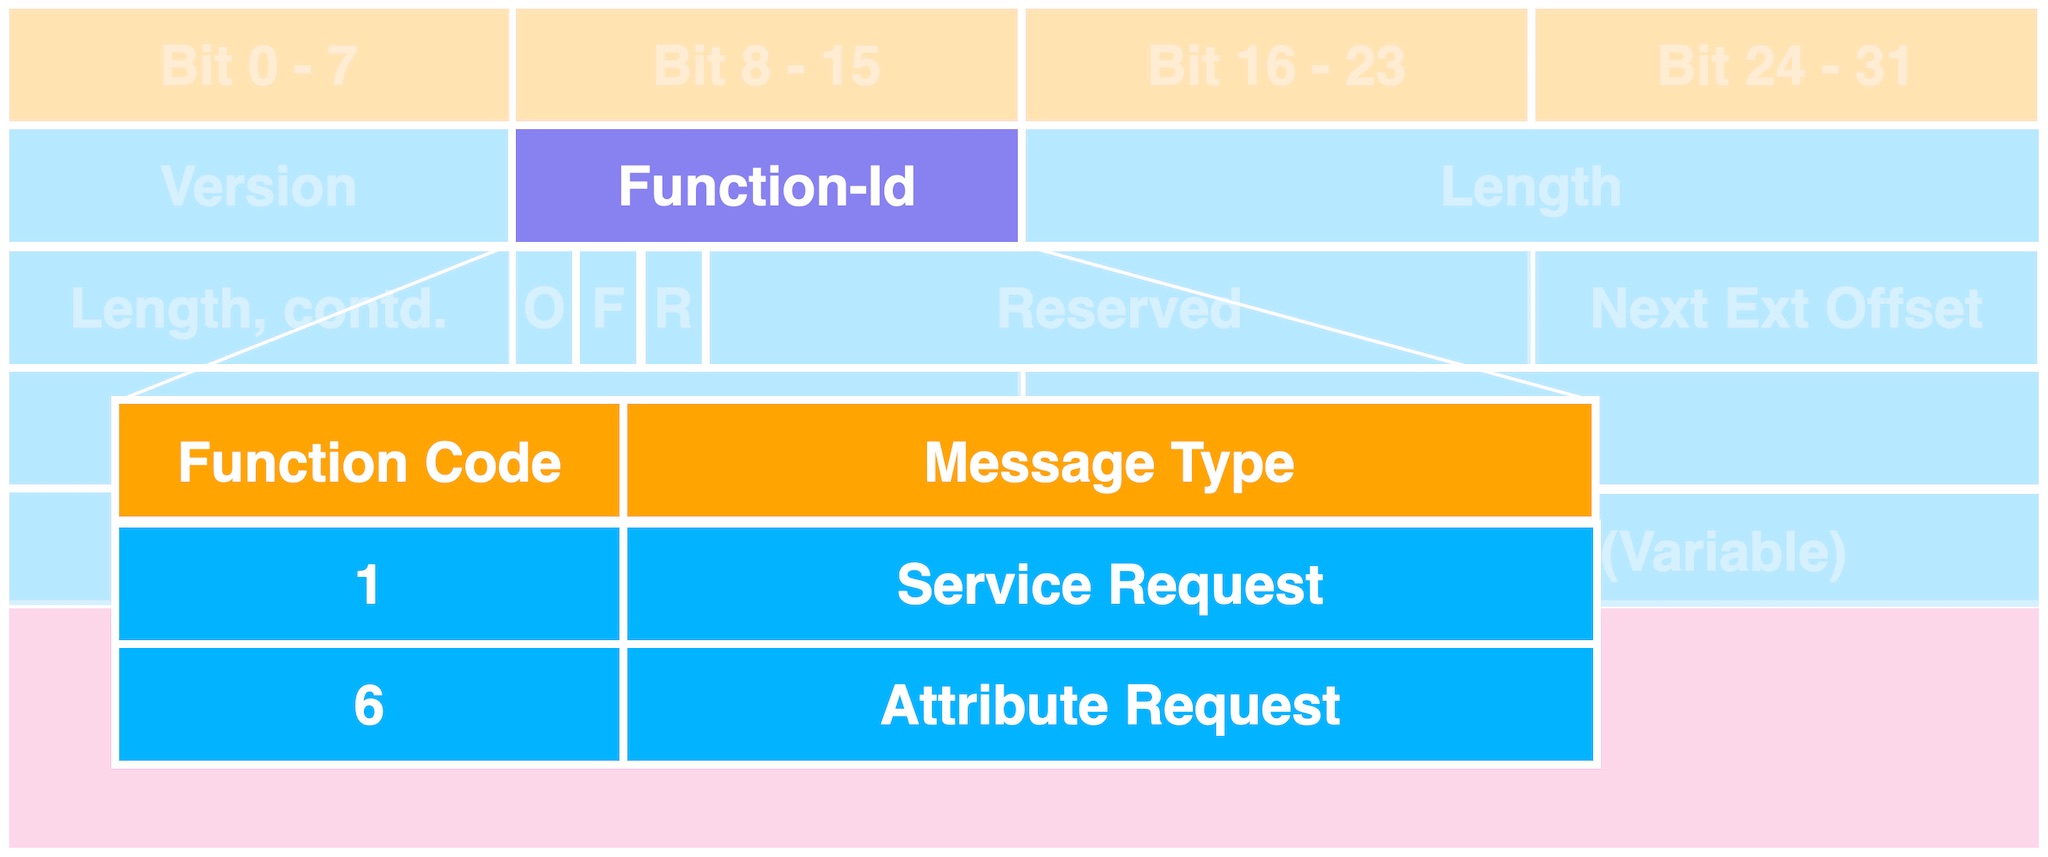 Bit 0 - 7 Bit 8 - 15 Bit 16 - 23 Bit 24 - 31
Version Function-Id Length
Length, contd. O F R Reserved Next Ext Offset
Function Code Message Type
(Variable)
1 Service Request
6 Attribute Request